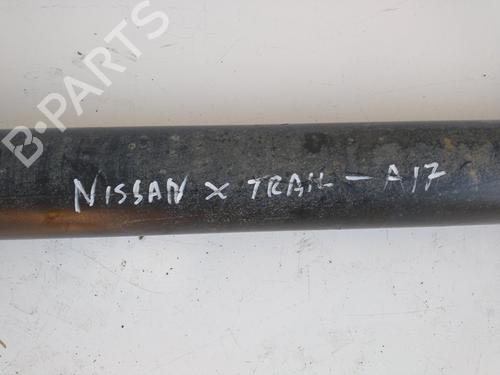 B-PARTS
NISSAN X TRAIL - A17